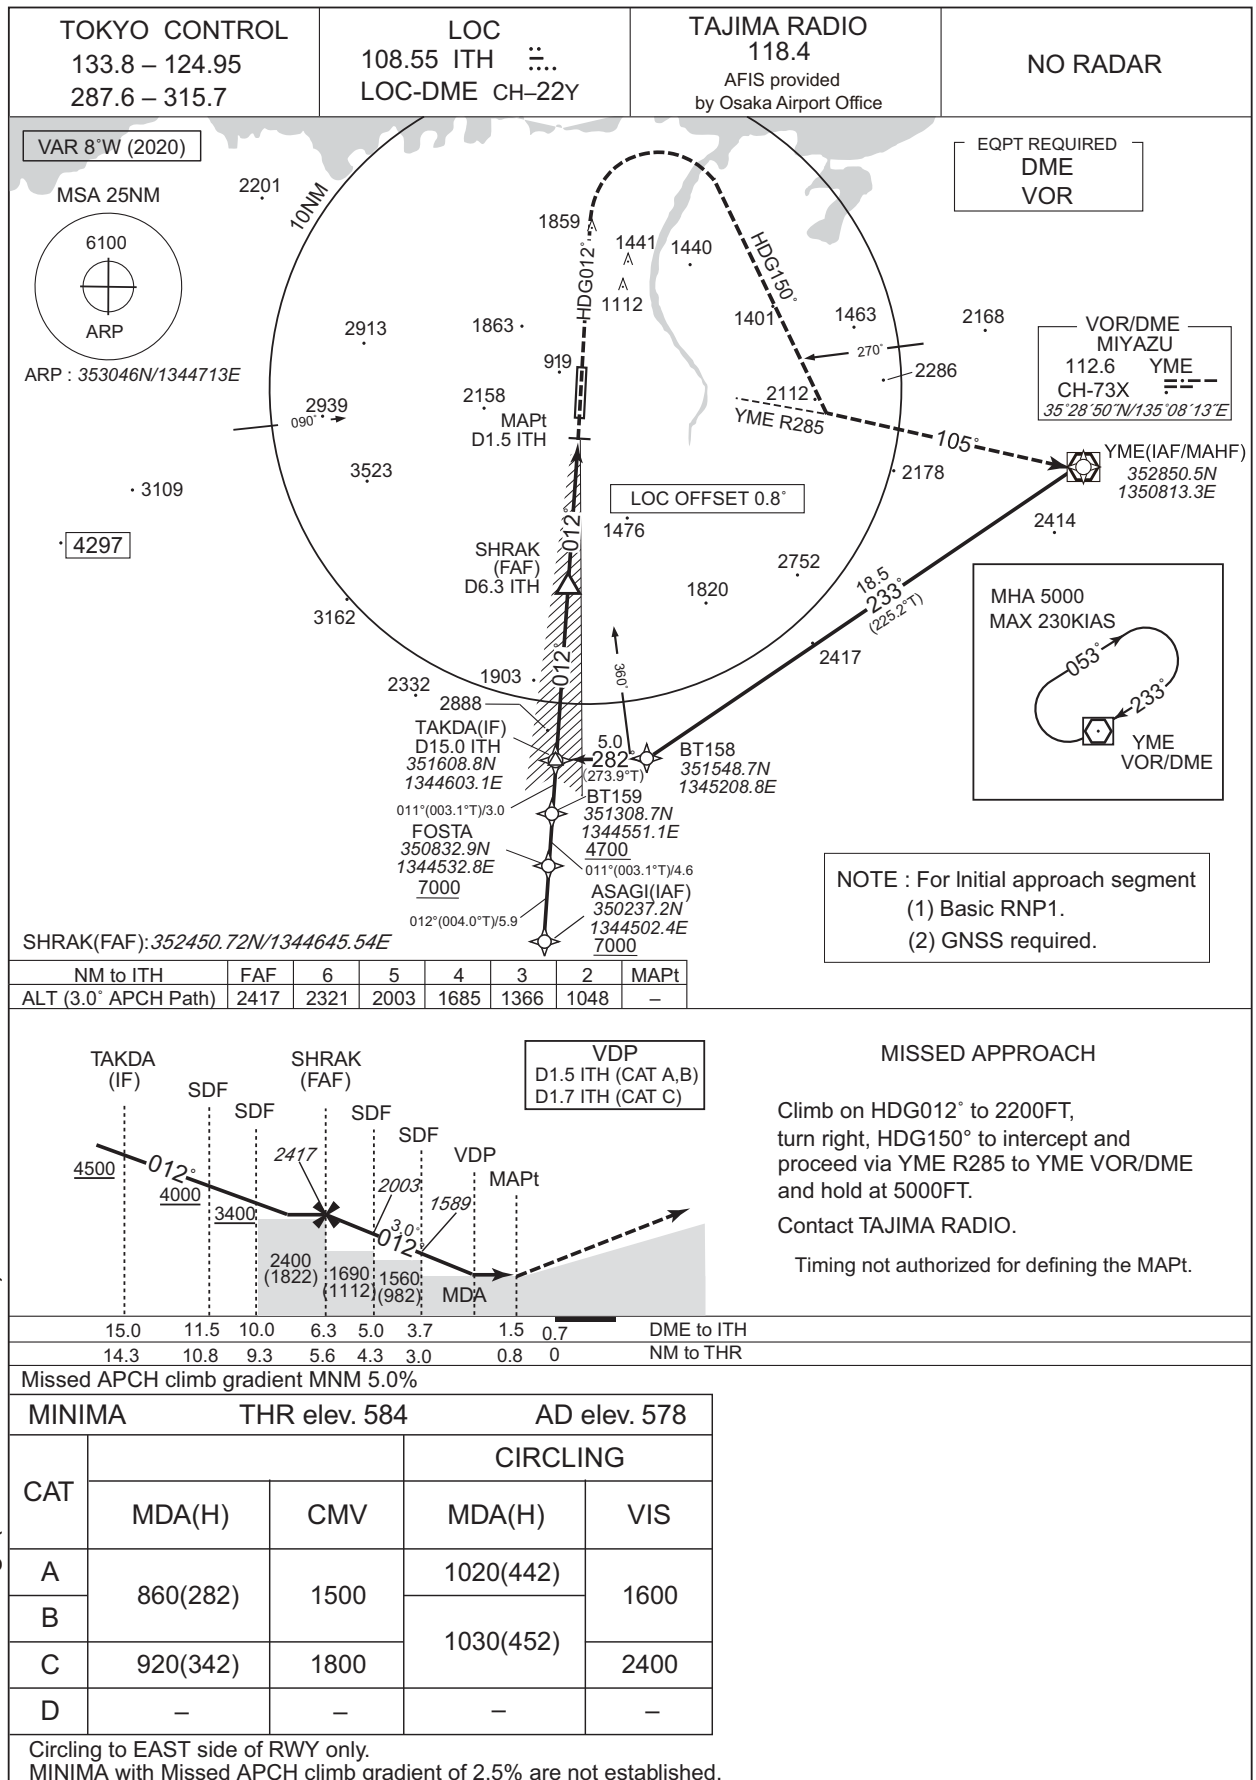 TOKYO CONTROL
133.8 – 124.95
287.6 – 315.7
LOC
108.55 ITH
LOC-DME CH–22Y
TAJIMA RADIO
118.4
AFIS provided
by Osaka Airport Office
NO RADAR
VAR 8°W (2020)
MSA 25NM
6100
ARP
ARP : 353046N/1344713E
EQPT REQUIRED
DME
VOR
2201
10NM
1859
1441
1440
1112
HDG012°
HDG150°
2913
1863
1401
1463
2168
919
270°
2286
2939
090°
2158
2112
MAPt
D1.5 ITH
YME R285
105°
VOR/DME
MIYAZU
112.6 YME
CH-73X
35°28´50˝N/135°08´13˝E
YME(IAF/MAHF)
352850.5N
1350813.3E
3523
2178
3109
LOC OFFSET 0.8°
012°
1476
2414
4297
SHRAK
(FAF)
D6.3 ITH
2752
1820
18.5
233°
(225.2°T)
3162
2417
MHA 5000
MAX 230KIAS
053°
233°
YME
VOR/DME
012°
360°
1903
2332
2888
TAKDA(IF)
D15.0 ITH
351608.8N
1344603.1E
5.0
282°
(273.9°T)
BT158
351548.7N
1345208.8E
011°(003.1°T)/3.0
BT159
351308.7N
1344551.1E
4700
FOSTA
350832.9N
1344532.8E
7000
011°(003.1°T)/4.6
ASAGI(IAF)
350237.2N
1344502.4E
7000
012°(004.0°T)/5.9
NOTE : For Initial approach segment
(1) Basic RNP1.
(2) GNSS required.
SHRAK(FAF):352450.72N/1344645.54E
NM to ITH FAF 6 5 4 3 2 MAPt
ALT (3.0° APCH Path) 2417 2321 2003 1685 1366 1048 –
TAKDA
(IF)
SDF
SDF
SHRAK
(FAF)
SDF
SDF
VDP
MAPt
VDP
D1.5 ITH (CAT A,B)
D1.7 ITH (CAT C)
4500
012°
4000
3400
2417
2003
1589
3.0°
012°
2400
(1822)
1690
(1112)
1560
(982)
MDA
MISSED APPROACH
Climb on HDG012° to 2200FT,
turn right, HDG150° to intercept and
proceed via YME R285 to YME VOR/DME
and hold at 5000FT.
Contact TAJIMA RADIO.
Timing not authorized for defining the MAPt.
15.0 11.5 10.0 6.3 5.0 3.7 1.5 0.7 DME to ITH
14.3 10.8 9.3 5.6 4.3 3.0 0.8 0 NM to THR
Missed APCH climb gradient MNM 5.0%
MINIMA THR elev. 584 AD elev. 578
CAT
CIRCLING
MDA(H) CMV MDA(H) VIS
A 860(282) 1500 1020(442) 1600
B 1030(452)
C 920(342) 1800 2400
D – – – –
Circling to EAST side of RWY only.
MINIMA with Missed APCH climb gradient of 2.5% are not established.